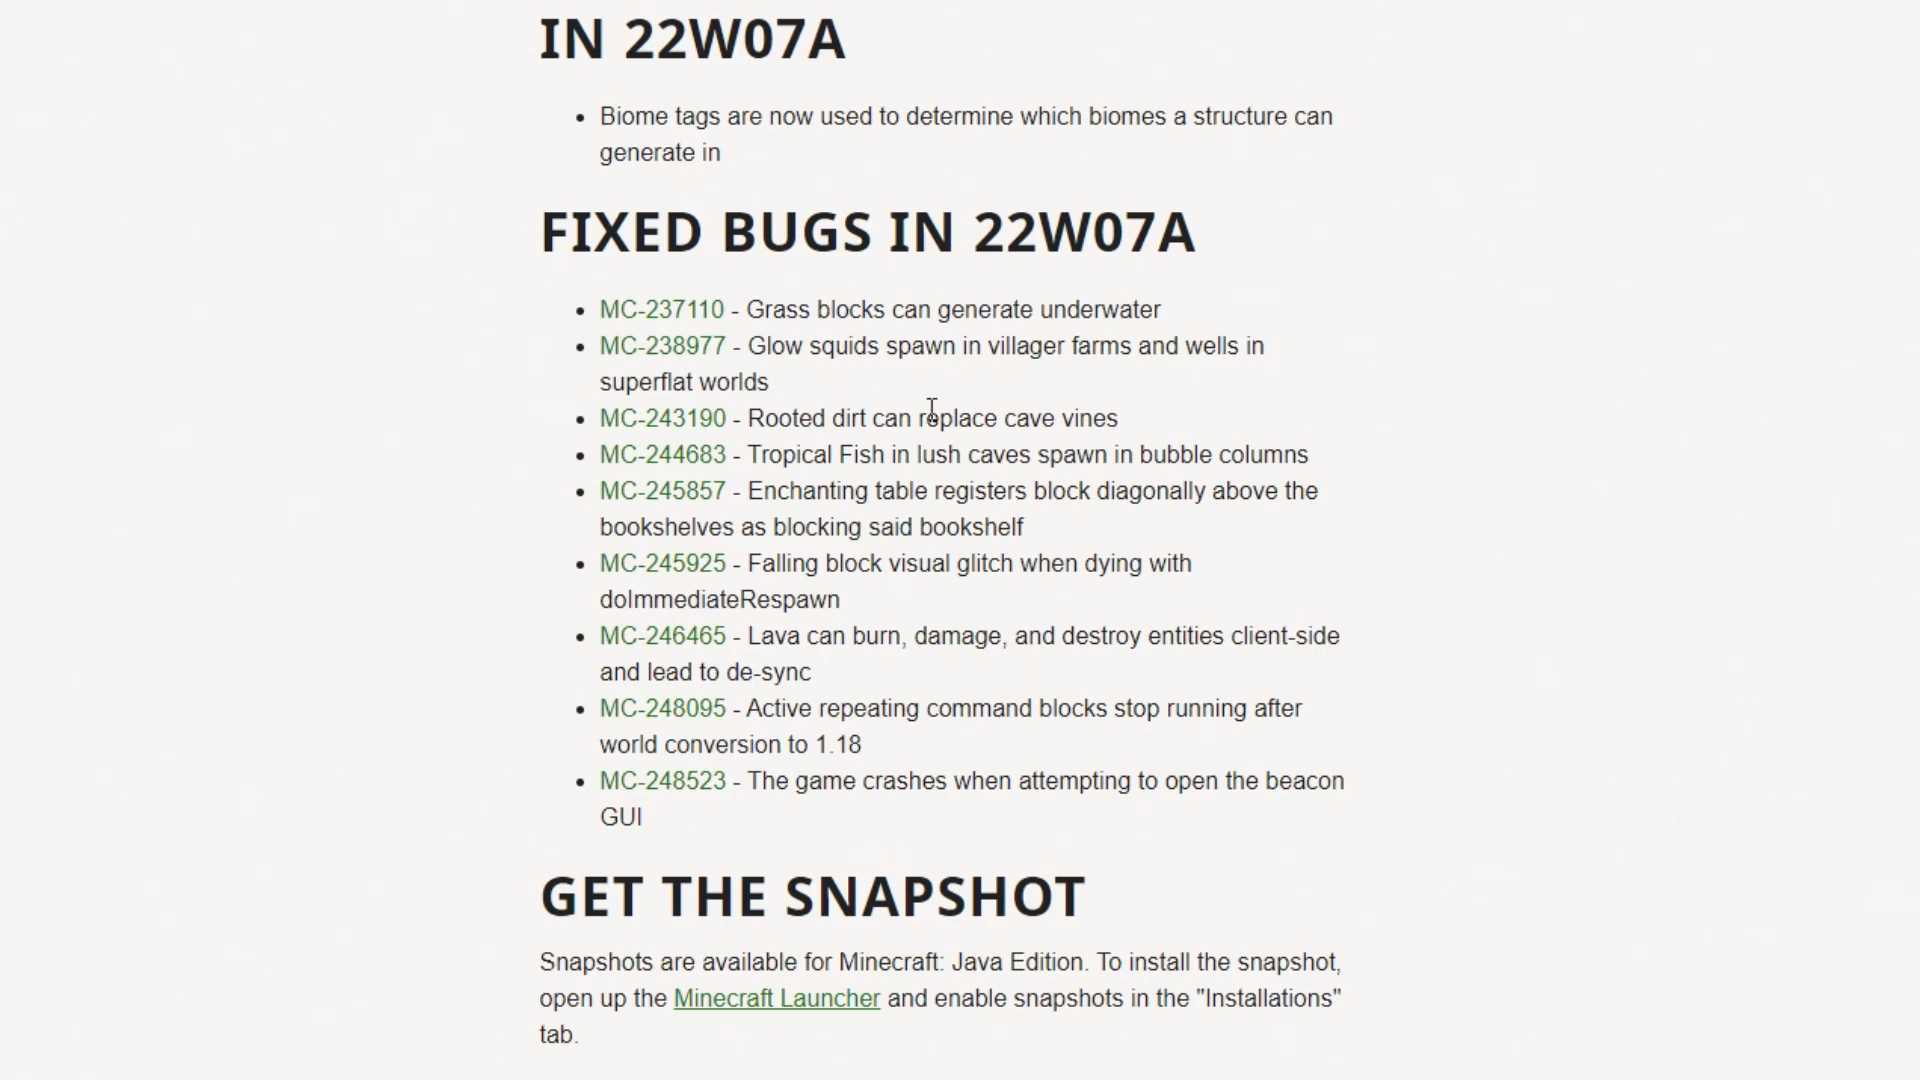 IN 22W07A
• Biome tags are now used to determine which biomes a structure can
generate in
FIXED BUGS IN 22W07A
• MC-237110 - Grass blocks can generate underwater
• MC-238977 - Glow squids spawn in villager farms and wells in
superflat worlds
• MC-243190 - Rooted dirt can replace cave vines
• MC-244683 - Tropical Fish in lush caves spawn in bubble columns
• MC-245857 - Enchanting table registers block diagonally above the
bookshelves as blocking said bookshelf
• MC-245925 - Falling block visual glitch when dying with
doImmediateRespawn
• MC-246465 - Lava can burn, damage, and destroy entities client-side
and lead to de-sync
• MC-248095 - Active repeating command blocks stop running after
world conversion to 1.18
• MC-248523 - The game crashes when attempting to open the beacon
GUI
GET THE SNAPSHOT
Snapshots are available for Minecraft: Java Edition. To install the snapshot,
open up the Minecraft Launcher and enable snapshots in the "Installations"
tab.